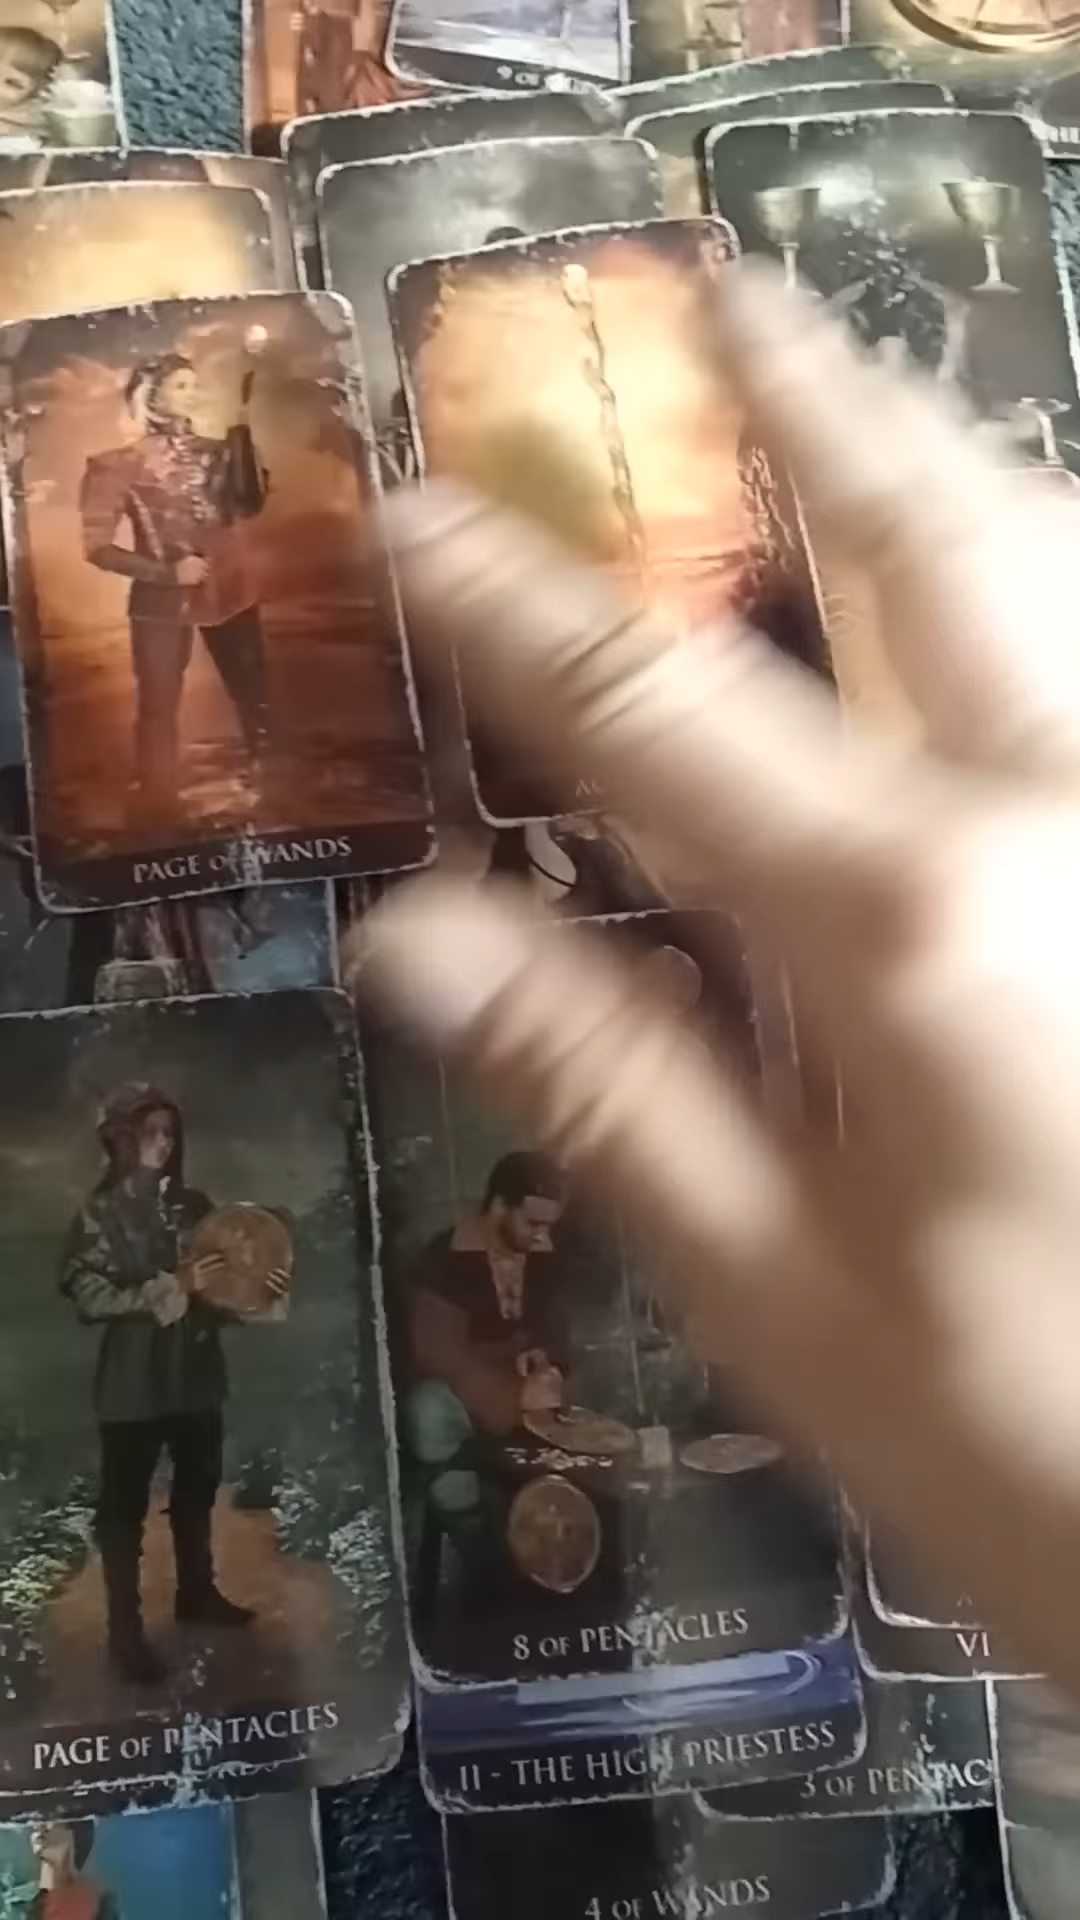 9 OF
PAGE OF WANDS
8 OF PENTACLES
VI
PAGE OF PENTACLES
II - THE HIGH PRIESTESS
3 OF PENTAC
4 OF WANDS